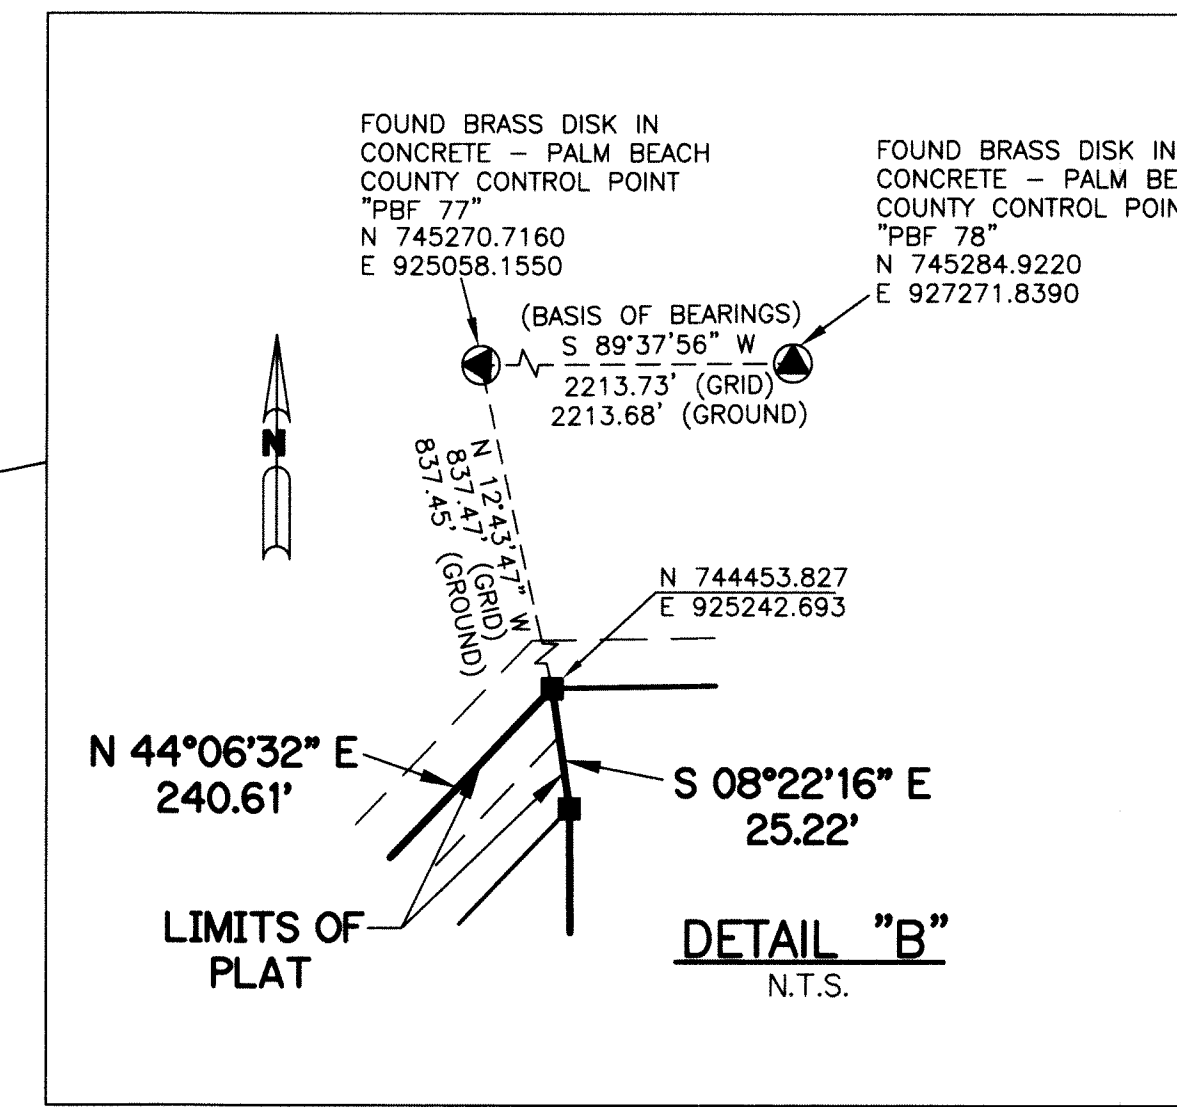 FOUND BRASS DISK IN
CONCRETE – PALM BEACH
COUNTY CONTROL POINT
"PBF 77"
N 745270.7160
E 925058.1550
FOUND BRASS DISK IN
CONCRETE – PALM BE
COUNTY CONTROL POIN
"PBF 78"
N 745284.9220
E 927271.8390
(BASIS OF BEARINGS)
S 89°37'56" W
2213.73' (GRID)
2213.68' (GROUND)
N
N 12°43'47" W
837.47' (GRID)
837.45' (GROUND)
N 744453.827
E 925242.693
N 44°06'32" E
240.61'
S 08°22'16" E
25.22'
LIMITS OF
PLAT
DETAIL "B"
N.T.S.